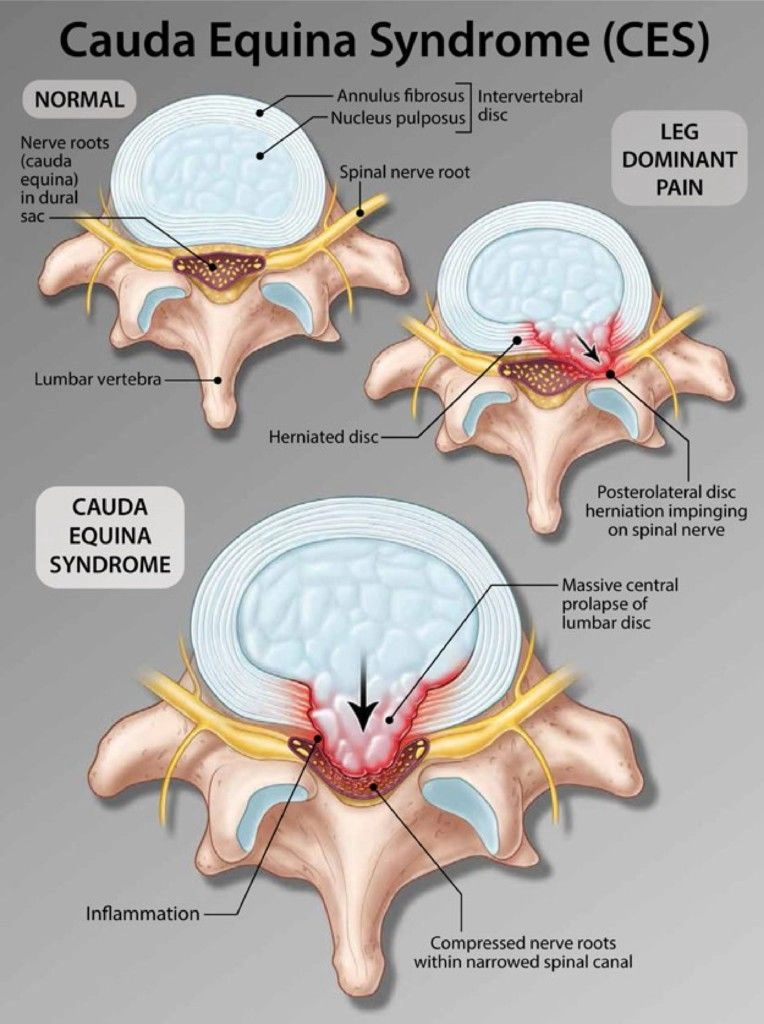 Cauda Equina Syndrome (CES)
NORMAL
Annulus fibrosus
Nucleus pulposus
Intervertebral
disc
Nerve roots
(cauda
equina)
in dural
sac
Spinal nerve root
Lumbar vertebra
LEG
DOMINANT
PAIN
Herniated disc
Posterolateral disc
herniation impinging
on spinal nerve
CAUDA
EQUINA
SYNDROME
Massive central
prolapse of
lumbar disc
Inflammation
Compressed nerve roots
within narrowed spinal canal